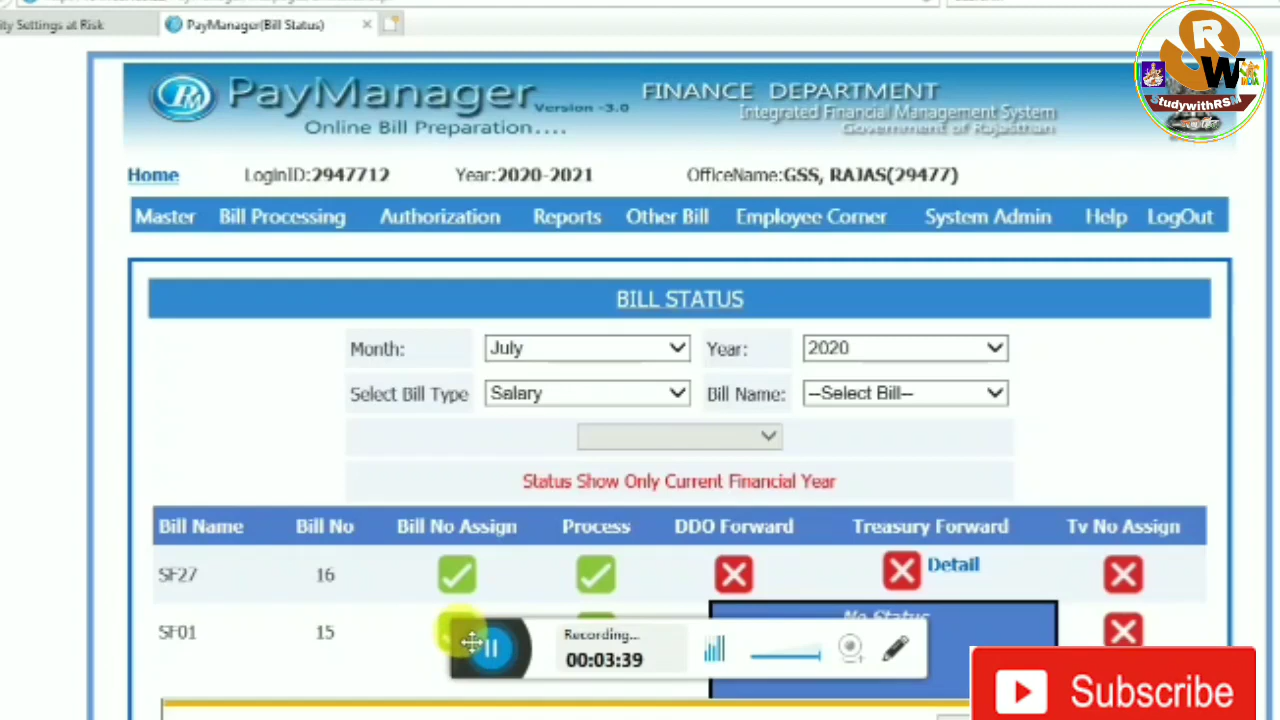 ity Settings at Risk
PayManager(Bill Status)
PayManager Version -3.0
Online Bill Preparation....
FINANCE DEPARTMENT
Integrated Financial Management System
Government of Rajasthan
R
W
StudywithRSM
Home LoginID:2947712 Year:2020-2021 OfficeName:GSS, RAJAS(29477)
Master Bill Processing Authorization Reports Other Bill Employee Corner System Admin Help LogOut
BILL STATUS
Month: July Year: 2020
Select Bill Type Salary Bill Name: --Select Bill--
Status Show Only Current Financial Year
Bill Name Bill No Bill No Assign Process DDO Forward Treasury Forward Tv No Assign
SF27 16 Detail
SF01 15
No Status
Recording...
00:03:39
Subscribe